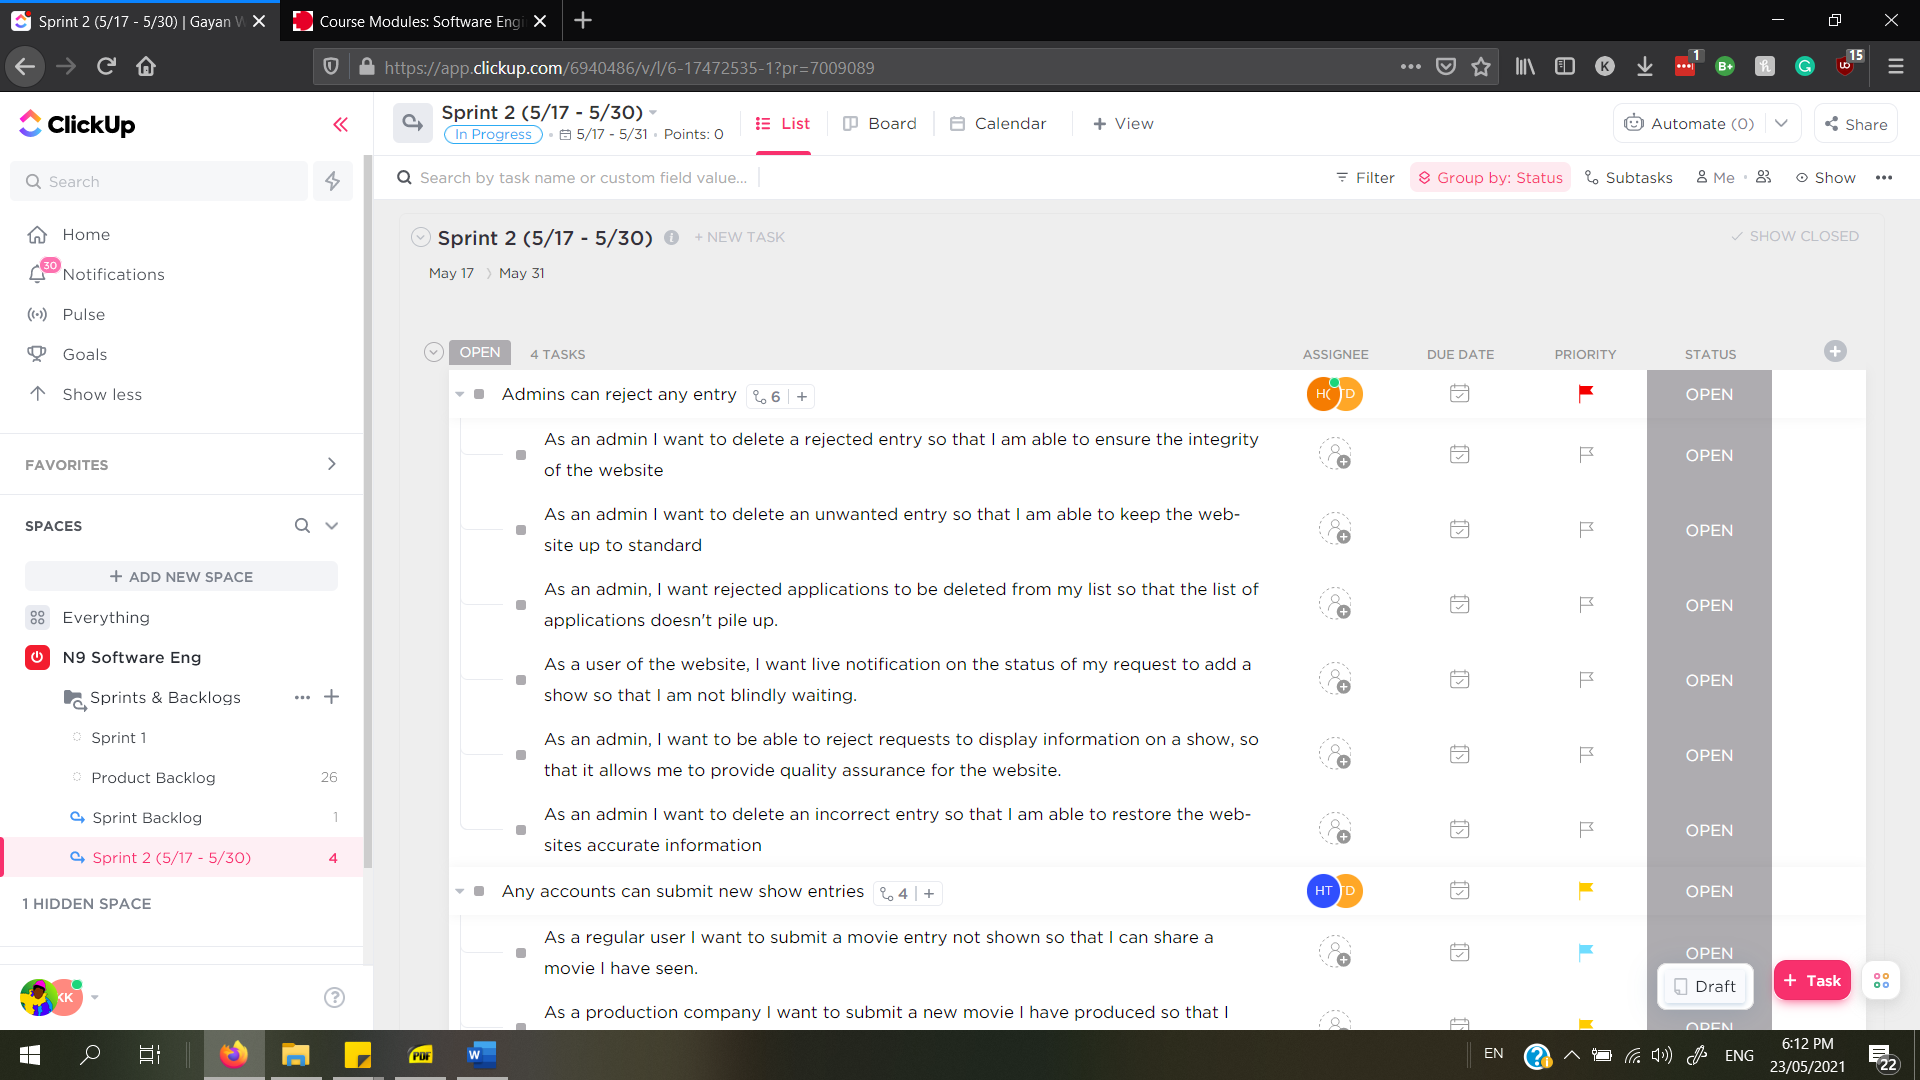 Sprint 2 (5/17 - 5/30) | Gayan W
Course Modules: Software Engi
https://app.clickup.com/6940486/v/l/6-17472535-1?pr=7009089
1
K
B+
15
ClickUp
Search
Home
30
Notifications
Pulse
Goals
Show less
FAVORITES
SPACES
+ ADD NEW SPACE
Everything
N9 Software Eng
Sprints & Backlogs
Sprint 1
Product Backlog 26
Sprint Backlog 1
Sprint 2 (5/17 - 5/30) 4
1 HIDDEN SPACE
KK
Sprint 2 (5/17 - 5/30)
In Progress 5/17 - 5/31 Points: 0
List
Board
Calendar
+ View
Automate (0)
Share
Search by task name or custom field value...
Filter
Group by: Status
Subtasks
Me
Show
Sprint 2 (5/17 - 5/30) + NEW TASK
SHOW CLOSED
May 17 May 31
OPEN 4 TASKS ASSIGNEE DUE DATE PRIORITY STATUS
Admins can reject any entry 6 + OPEN
As an admin I want to delete a rejected entry so that I am able to ensure the integrity
of the website
OPEN
As an admin I want to delete an unwanted entry so that I am able to keep the web-
site up to standard
OPEN
As an admin, I want rejected applications to be deleted from my list so that the list of
applications doesn't pile up.
OPEN
As a user of the website, I want live notification on the status of my request to add a
show so that I am not blindly waiting.
OPEN
As an admin, I want to be able to reject requests to display information on a show, so
that it allows me to provide quality assurance for the website.
OPEN
As an admin I want to delete an incorrect entry so that I am able to restore the web-
sites accurate information
OPEN
Any accounts can submit new show entries 4 + HT TD OPEN
As a regular user I want to submit a movie entry not shown so that I can share a
movie I have seen.
OPEN
As a production company I want to submit a new movie I have produced so that I
OPEN
Draft
+ Task
PDF
W
EN
ENG
6:12 PM
23/05/2021
22